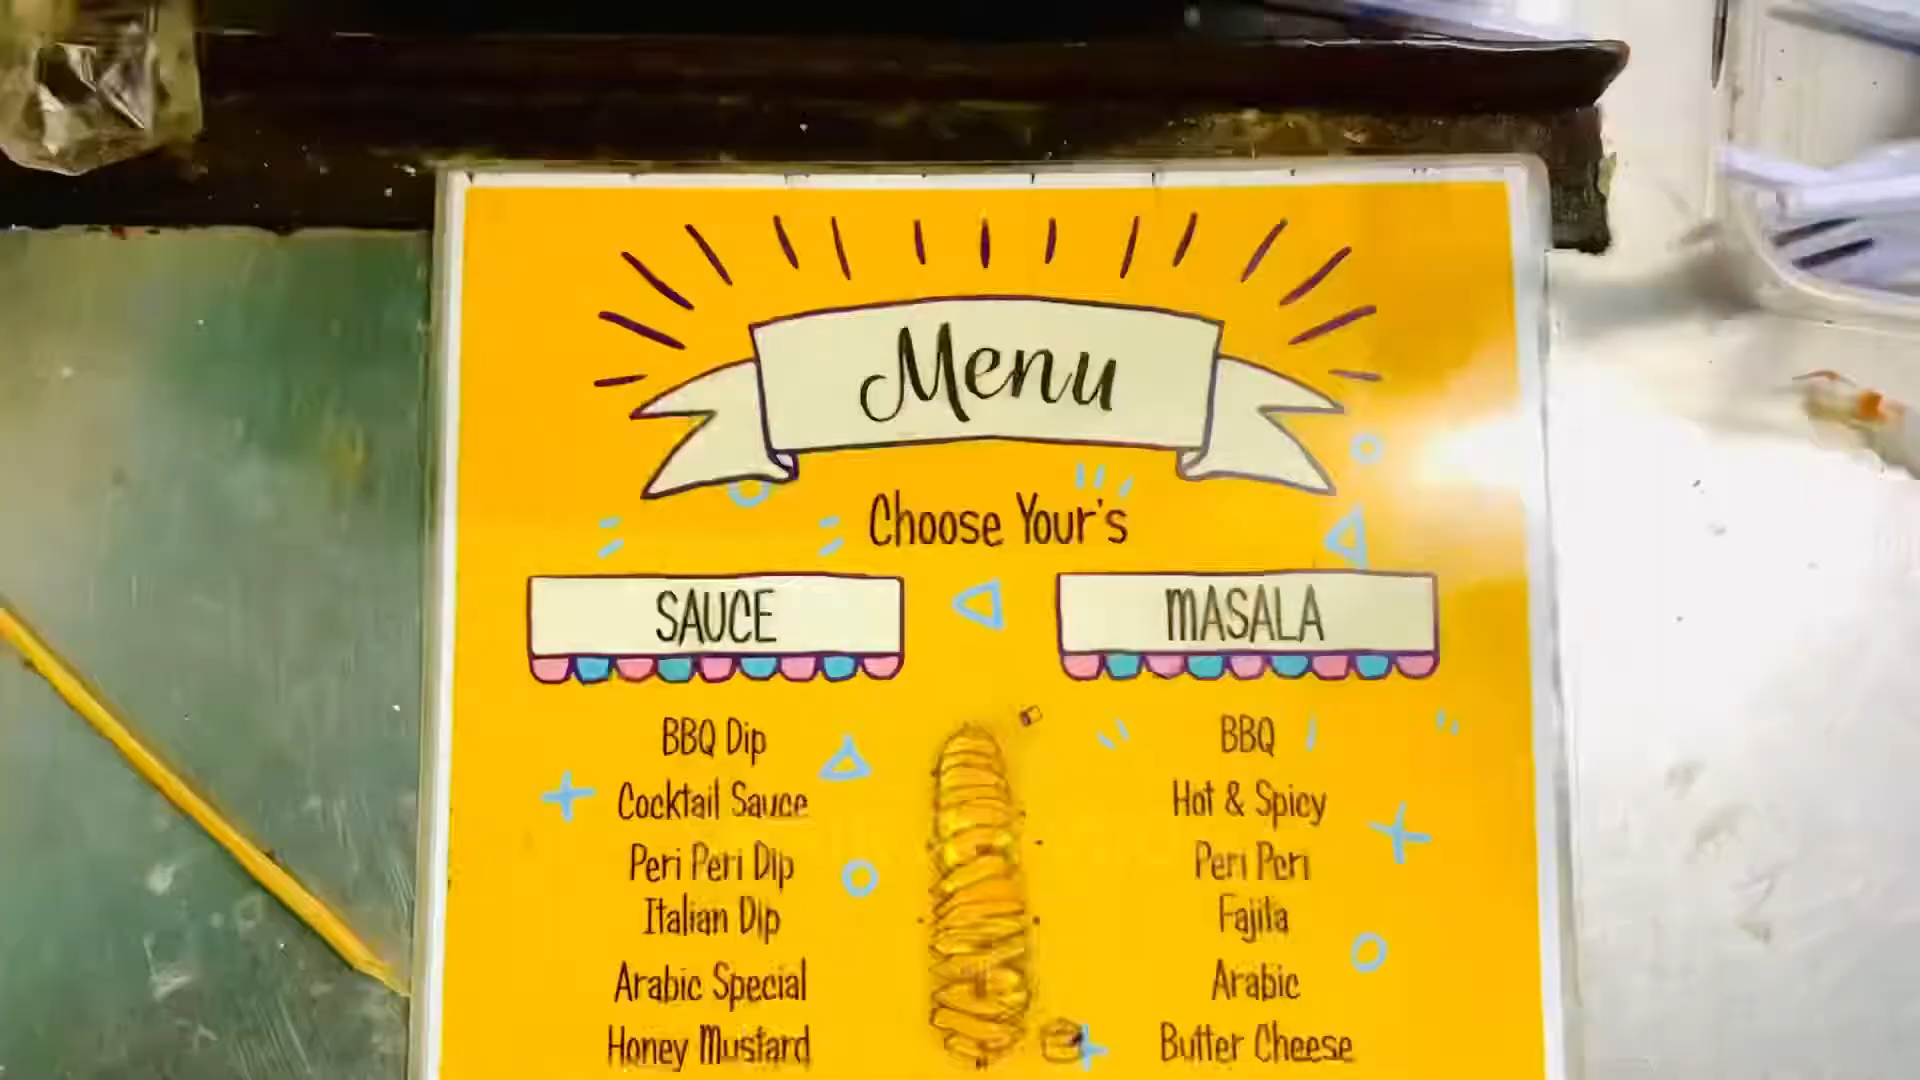 Menu
Choose Your's
SAUCE
BBQ Dip
Cocktail Sauce
Peri Peri Dip
Italian Dip
Arabic Special
Honey Mustard
MASALA
BBQ
Hot & Spicy
Peri Peri
Fajita
Arabic
Butter Cheese